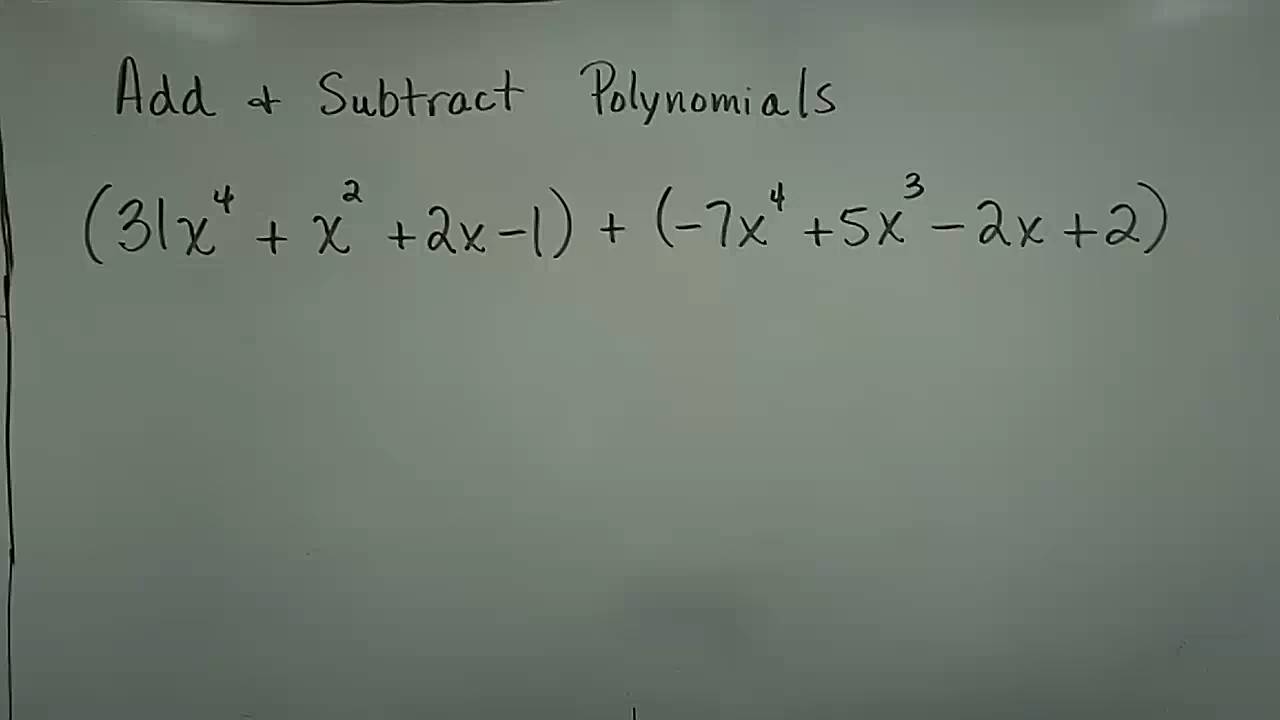 Add & Subtract Polynomials
(31x⁴ + x² + 2x - 1) + (-7x⁴ + 5x³ - 2x + 2)